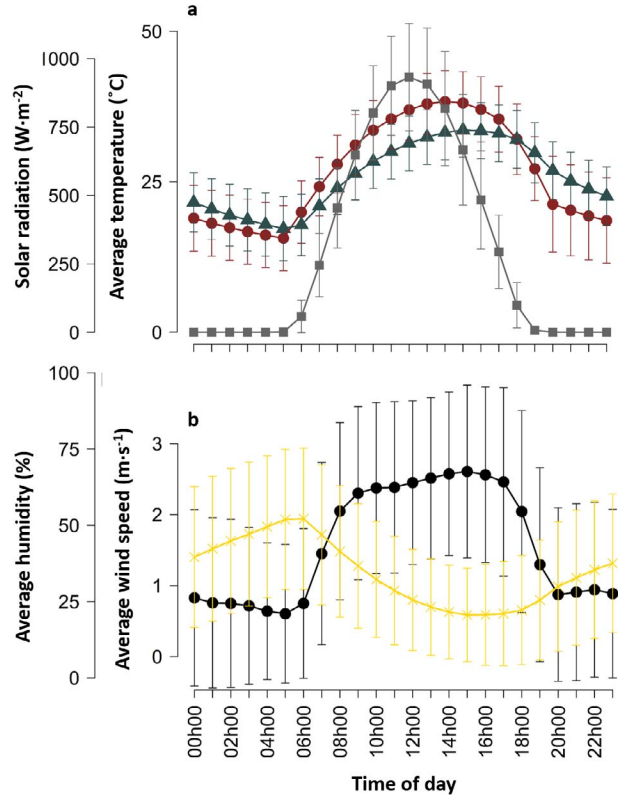 a
Solar radiation (W·m⁻²)
1000
750
500
250
0
Average temperature (˚C)
50
25
0
b
Average humidity (%)
100
75
50
25
0
Average wind speed (m·s⁻¹)
3
2
1
0
00h00
02h00
04h00
06h00
08h00
10h00
12h00
14h00
16h00
18h00
20h00
22h00
Time of day